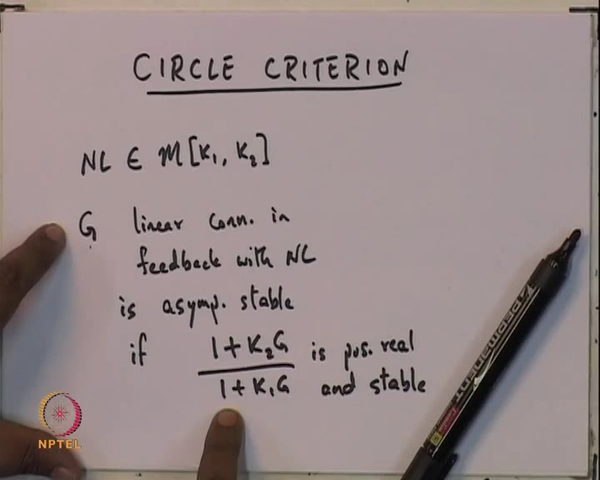 CIRCLE CRITERION
NL ∈ M[K₁, K₂]
G linear conn. in
feedback with NL
is asymp. stable
if 1+K₂G / 1+K₁G is pos. real
and stable
NPTEL
PERMANENT